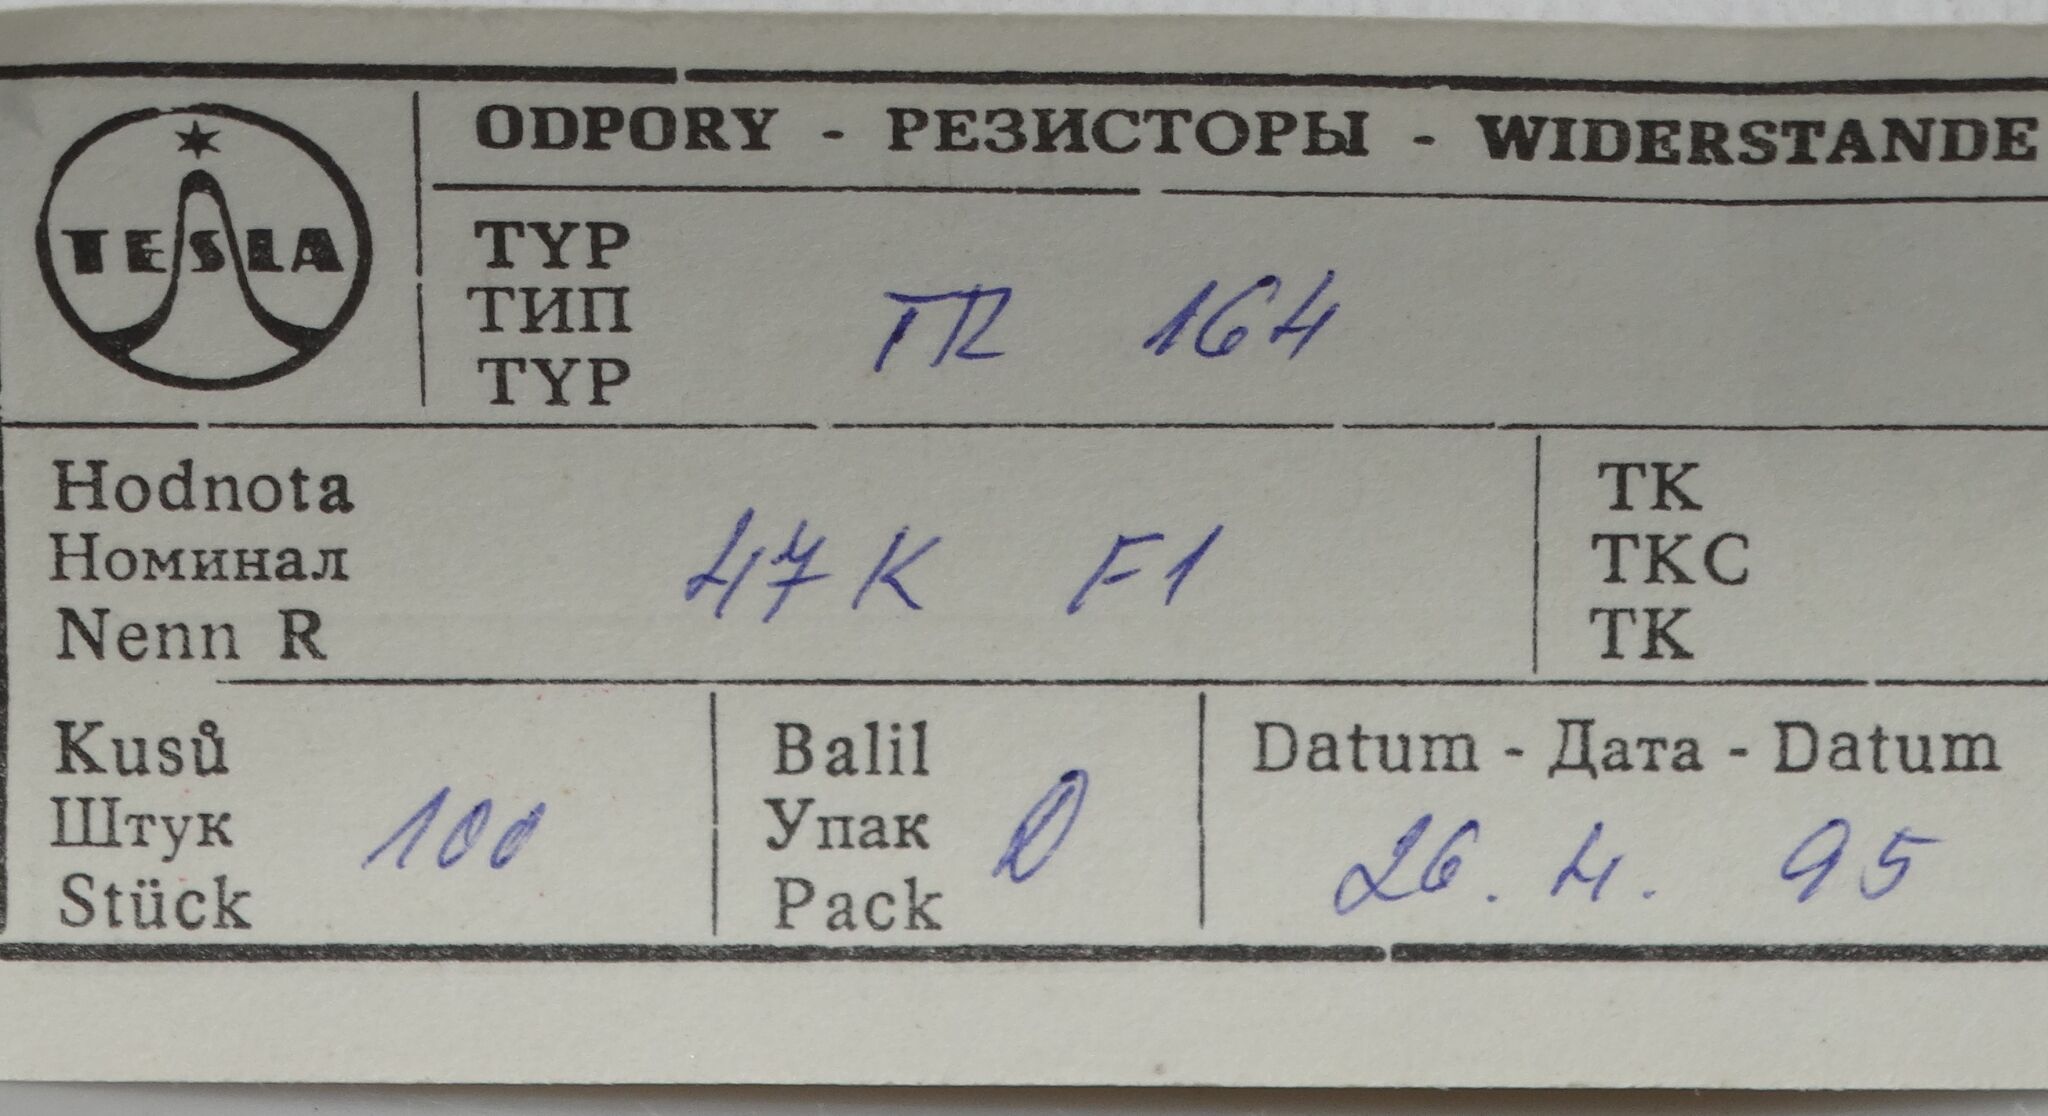 TESLA
ODPORY - РЕЗИСТОРЫ - WIDERSTANDE
TYP
ТИП
TYP
TR 164
Hodnota
Номинал
Nenn R
47K F1
TK
ТКС
TK
Kusů
Штук
Stück
100
Balil
Упак
Pack
Datum - Дата - Datum
26. 4. 95